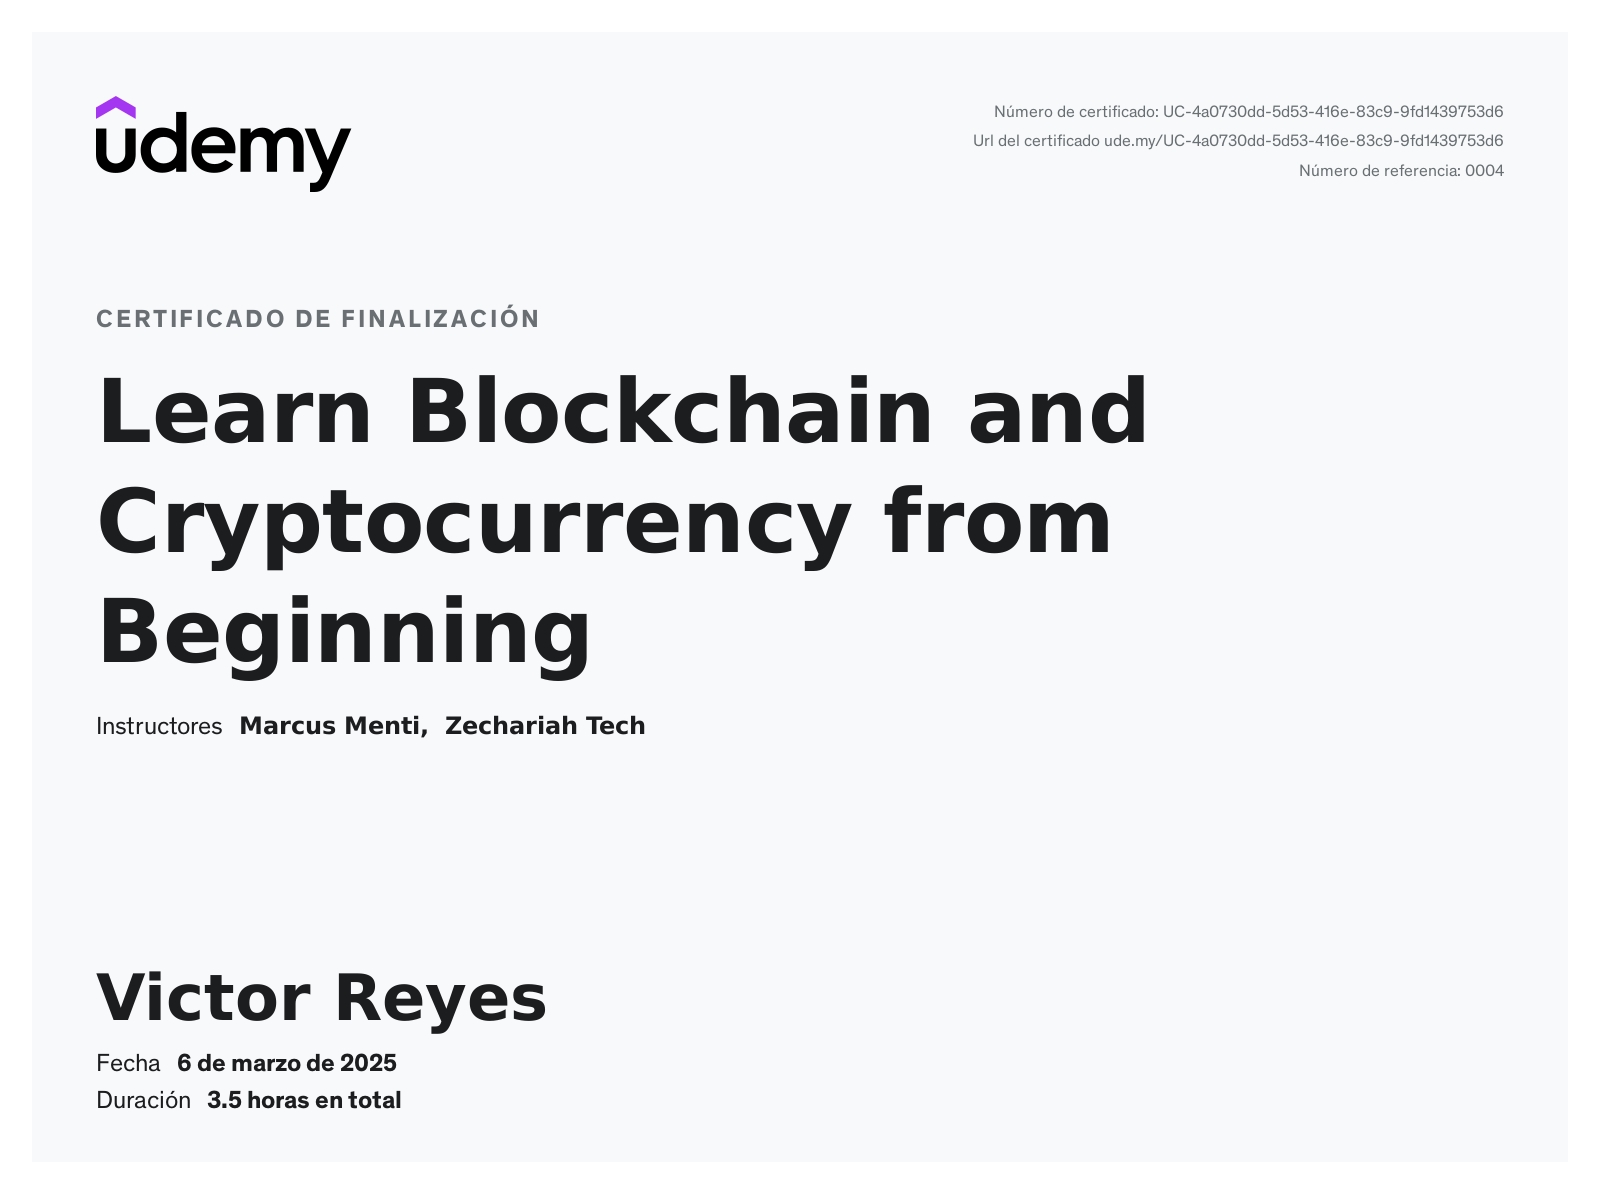 udemy
Número de certificado: UC-4a0730dd-5d53-416e-83c9-9fd1439753d6
Url del certificado ude.my/UC-4a0730dd-5d53-416e-83c9-9fd1439753d6
Número de referencia: 0004
CERTIFICADO DE FINALIZACIÓN
Learn Blockchain and
Cryptocurrency from
Beginning
Instructores Marcus Menti, Zechariah Tech
Victor Reyes
Fecha 6 de marzo de 2025
Duración 3.5 horas en total